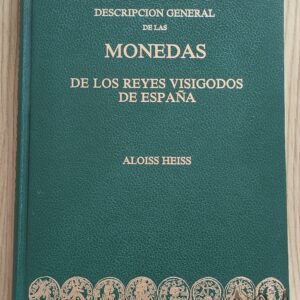 DESCRIPCION GENERAL
DE LAS
MONEDAS
DE LOS REYES VISIGODOS
DE ESPAÑA
ALOISS HEISS